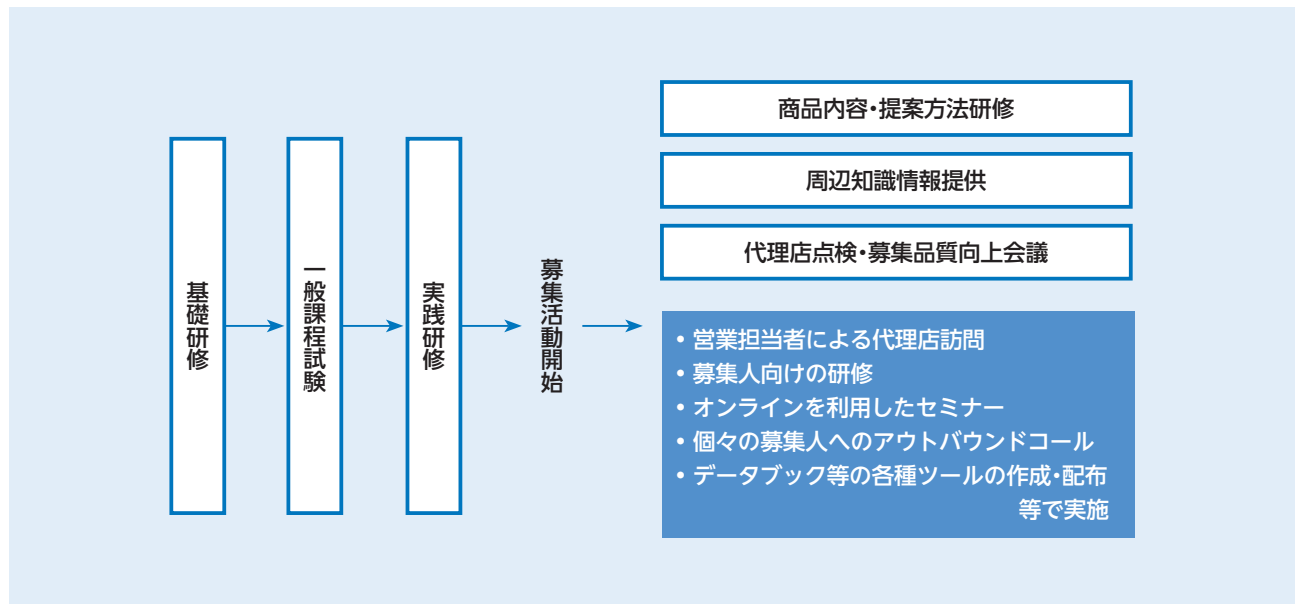 基礎研修
一般課程試験
実践研修
募集活動開始
商品内容・提案方法研修
周辺知識情報提供
代理店点検・募集品質向上会議
• 営業担当者による代理店訪問
• 募集人向けの研修
• オンラインを利用したセミナー
• 個々の募集人へのアウトバウンドコール
• データブック等の各種ツールの作成・配布
等で実施